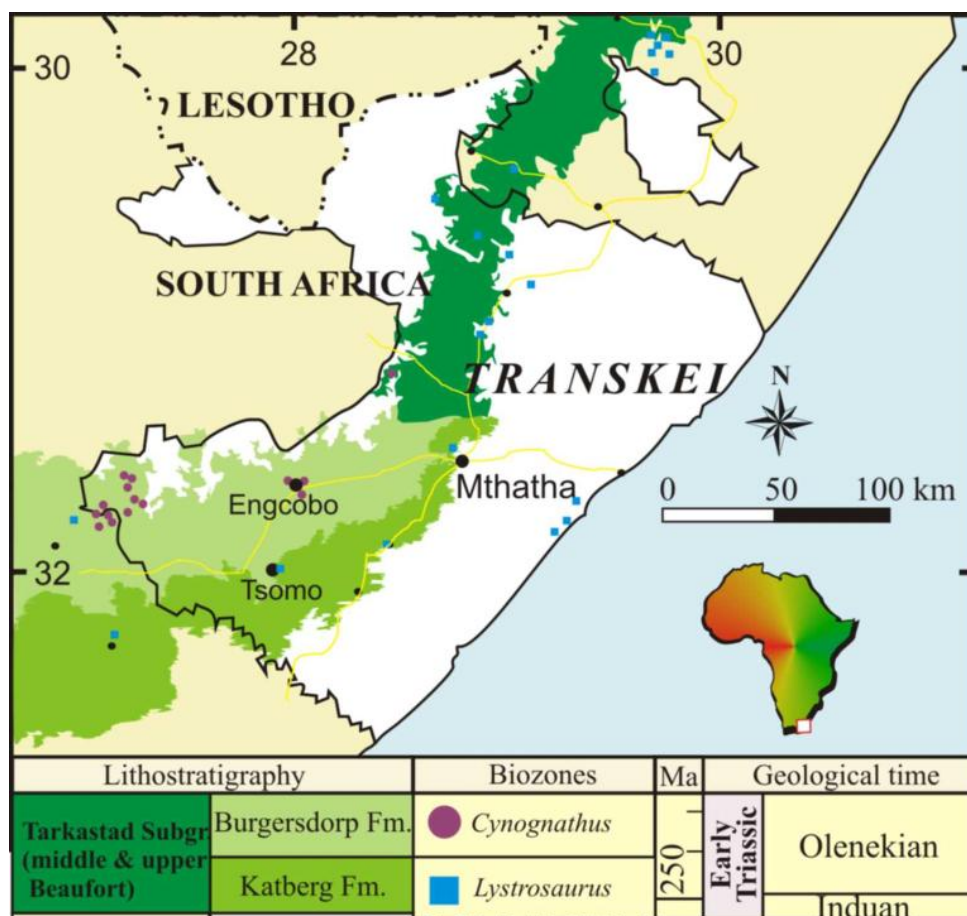 30
28
30
LESOTHO
SOUTH AFRICA
TRANSKEI
N
Mthatha
0 50 100 km
Engcobo
32
Tsomo
32
Lithostratigraphy
Biozones
Ma
Geological time
Tarkastad Subgr
(middle & upper
Beaufort)
Burgersdorp Fm.
Katberg Fm.
Cynognathus
Lystrosaurus
250
Early
Triassic
Olenekian
Induan